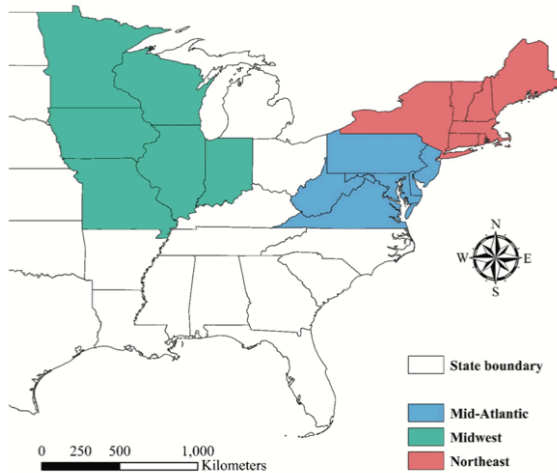 N
W E
S
State boundary
Mid-Atlantic
Midwest
Northeast
0 250 500 1,000
Kilometers